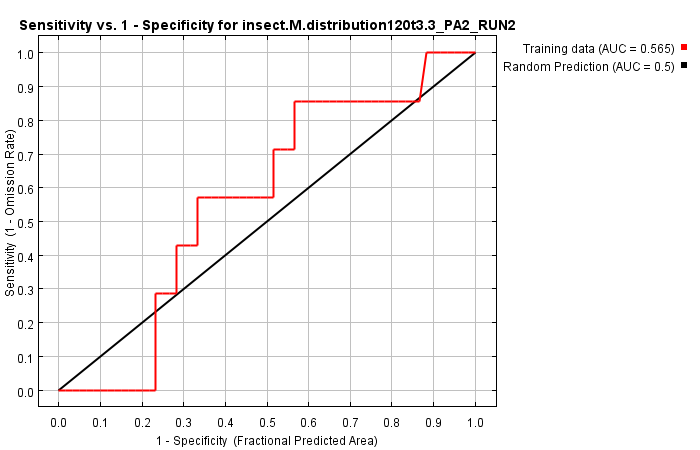 Sensitivity vs. 1 - Specificity for insect.M.distribution120t3.3_PA2_RUN2
Training data (AUC = 0.565)
Random Prediction (AUC = 0.5)
Sensitivity (1 - Omission Rate)
1.0
0.9
0.8
0.7
0.6
0.5
0.4
0.3
0.2
0.1
0.0
0.0 0.1 0.2 0.3 0.4 0.5 0.6 0.7 0.8 0.9 1.0
1 - Specificity (Fractional Predicted Area)